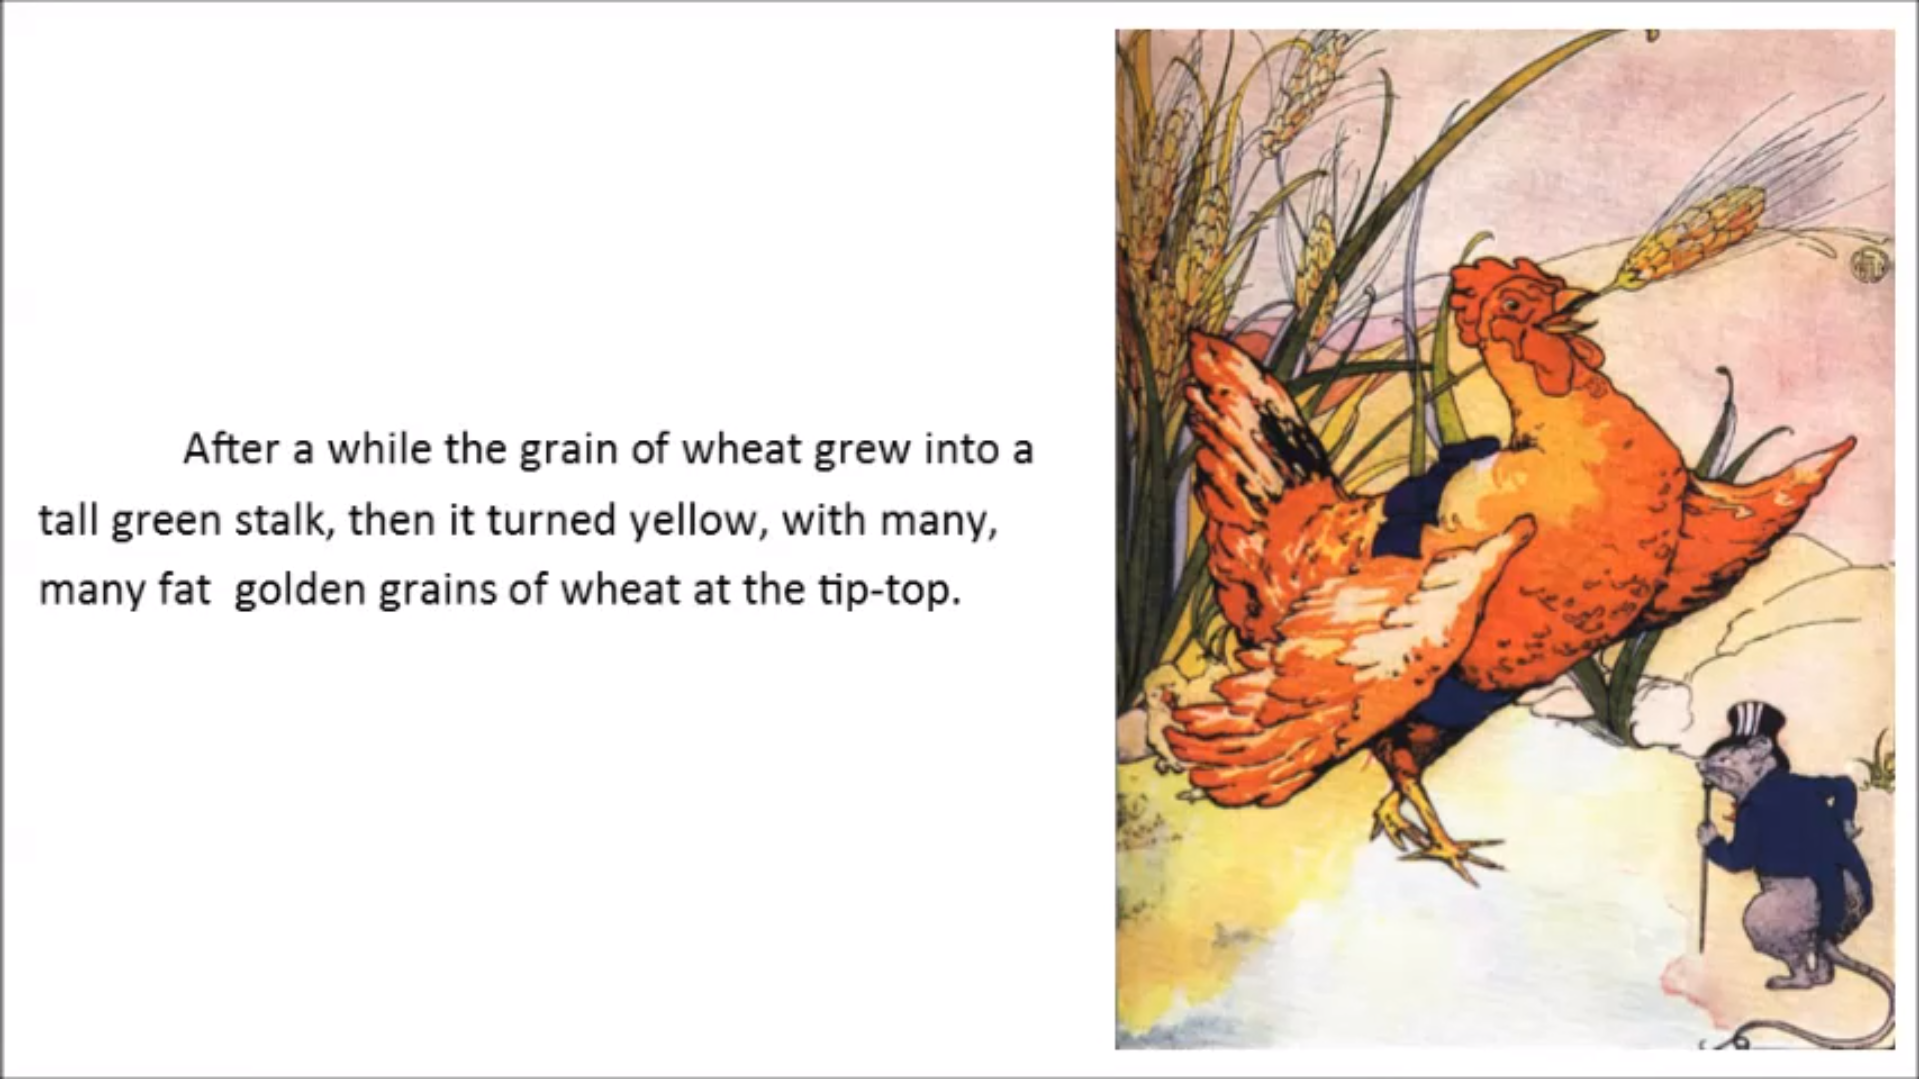 After a while the grain of wheat grew into a
tall green stalk, then it turned yellow, with many,
many fat  golden grains of wheat at the tip-top.